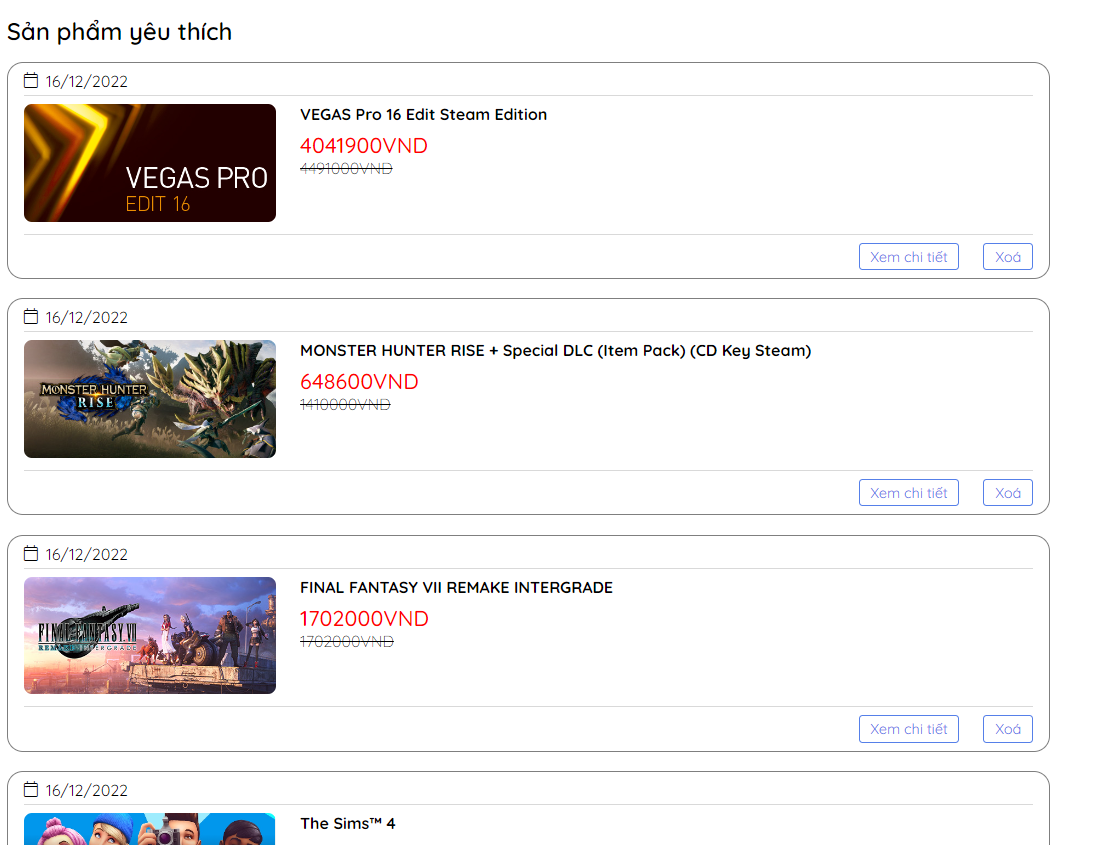 Sản phẩm yêu thích
16/12/2022
VEGAS PRO
EDIT 16
VEGAS Pro 16 Edit Steam Edition
4041900VND
4491000VND
Xem chi tiết Xoá
16/12/2022
MONSTER HUNTER
RISE
MONSTER HUNTER RISE + Special DLC (Item Pack) (CD Key Steam)
648600VND
1410000VND
Xem chi tiết Xoá
16/12/2022
FINAL FANTASY VII
REMAKE INTERGRADE
FINAL FANTASY VII REMAKE INTERGRADE
1702000VND
1702000VND
Xem chi tiết Xoá
16/12/2022
The Sims™ 4